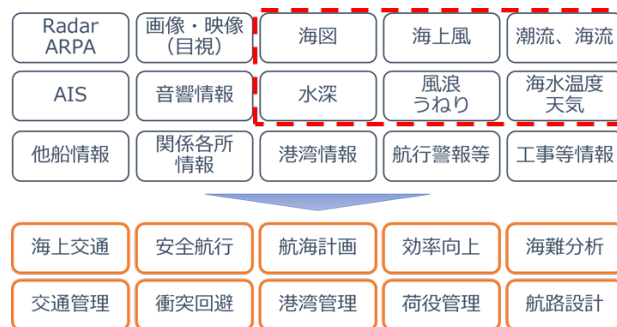 Radar
ARPA
画像・映像
(目視)
海図
海上風
潮流、海流
AIS
音響情報
水深
風浪
うねり
海水温度
天気
他船情報
関係各所
情報
港湾情報
航行警報等
工事等情報
海上交通
安全航行
航海計画
効率向上
海難分析
交通管理
衝突回避
港湾管理
荷役管理
航路設計